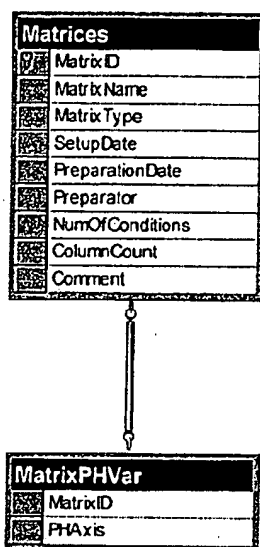 Matrices
MatrixID
MatrixName
MatrixType
SetupDate
PreparationDate
Preparator
NumOfConditions
ColumnCount
Comment
MatrixPHVar
MatrixID
PHAxis